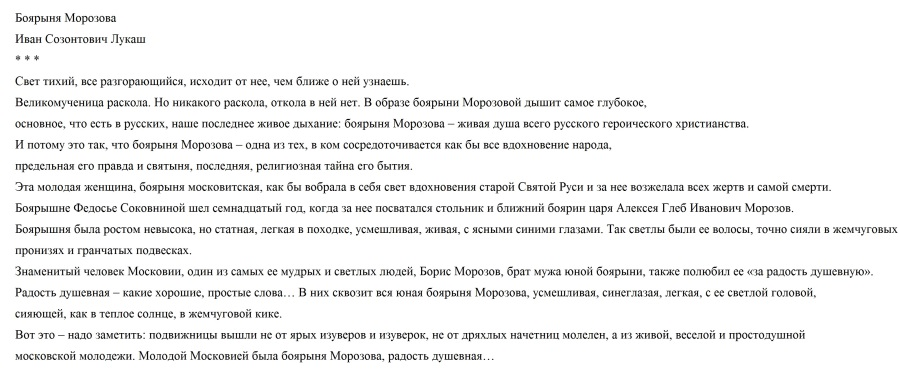 Боярыня Морозова
Иван Созонтович Лукаш
* * *
Свет тихий, все разгорающийся, исходит от нее, чем ближе о ней узнаешь.
Великомученица раскола. Но никакого раскола, откола в ней нет. В образе боярыни Морозовой дышит самое глубокое,
основное, что есть в русских, наше последнее живое дыхание: боярыня Морозова – живая душа всего русского героического христианства.
И потому это так, что боярыня Морозова – одна из тех, в ком сосредоточивается как бы все вдохновение народа,
предельная его правда и святыня, последняя, религиозная тайна его бытия.
Эта молодая женщина, боярыня московитская, как бы вобрала в себя свет вдохновения старой Святой Руси и за нее возжелала всех жертв и самой смерти.
Боярышне Федосье Соковниной шел семнадцатый год, когда за нее посватался стольник и ближний боярин царя Алексея Глеб Иванович Морозов.
Боярышня была ростом невысока, но статная, легкая в походке, усмешливая, живая, с ясными синими глазами. Так светлы были ее волосы, точно сияли в жемчуговых
пронизях и гранчатых подвесках.
Знаменитый человек Московии, один из самых ее мудрых и светлых людей, Борис Морозов, брат мужа юной боярыни, также полюбил ее «за радость душевную».
Радость душевная – какие хорошие, простые слова… В них сквозит вся юная боярыня Морозова, усмешливая, синеглазая, легкая, с ее светлой головой,
сияющей, как в теплое солнце, в жемчуговой кике.
Вот это – надо заметить: подвижницы вышли не от ярых изуверов и изуверок, не от дряхлых начетниц молелен, а из живой, веселой и простодушной
московской молодежи. Молодой Московией была боярыня Морозова, радость душевная…